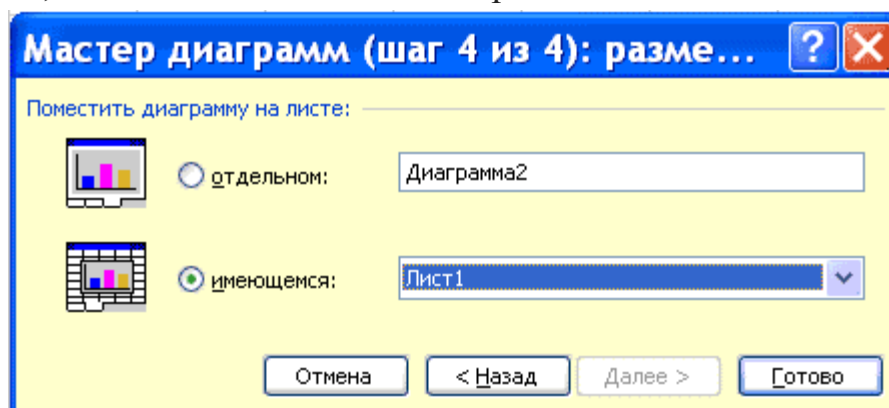 Мастер диаграмм (шаг 4 из 4): разме...
Поместить диаграмму на листе:
отдельном: Диаграмма2
имеющемся: Лист1
Отмена < Назад Далее > Готово